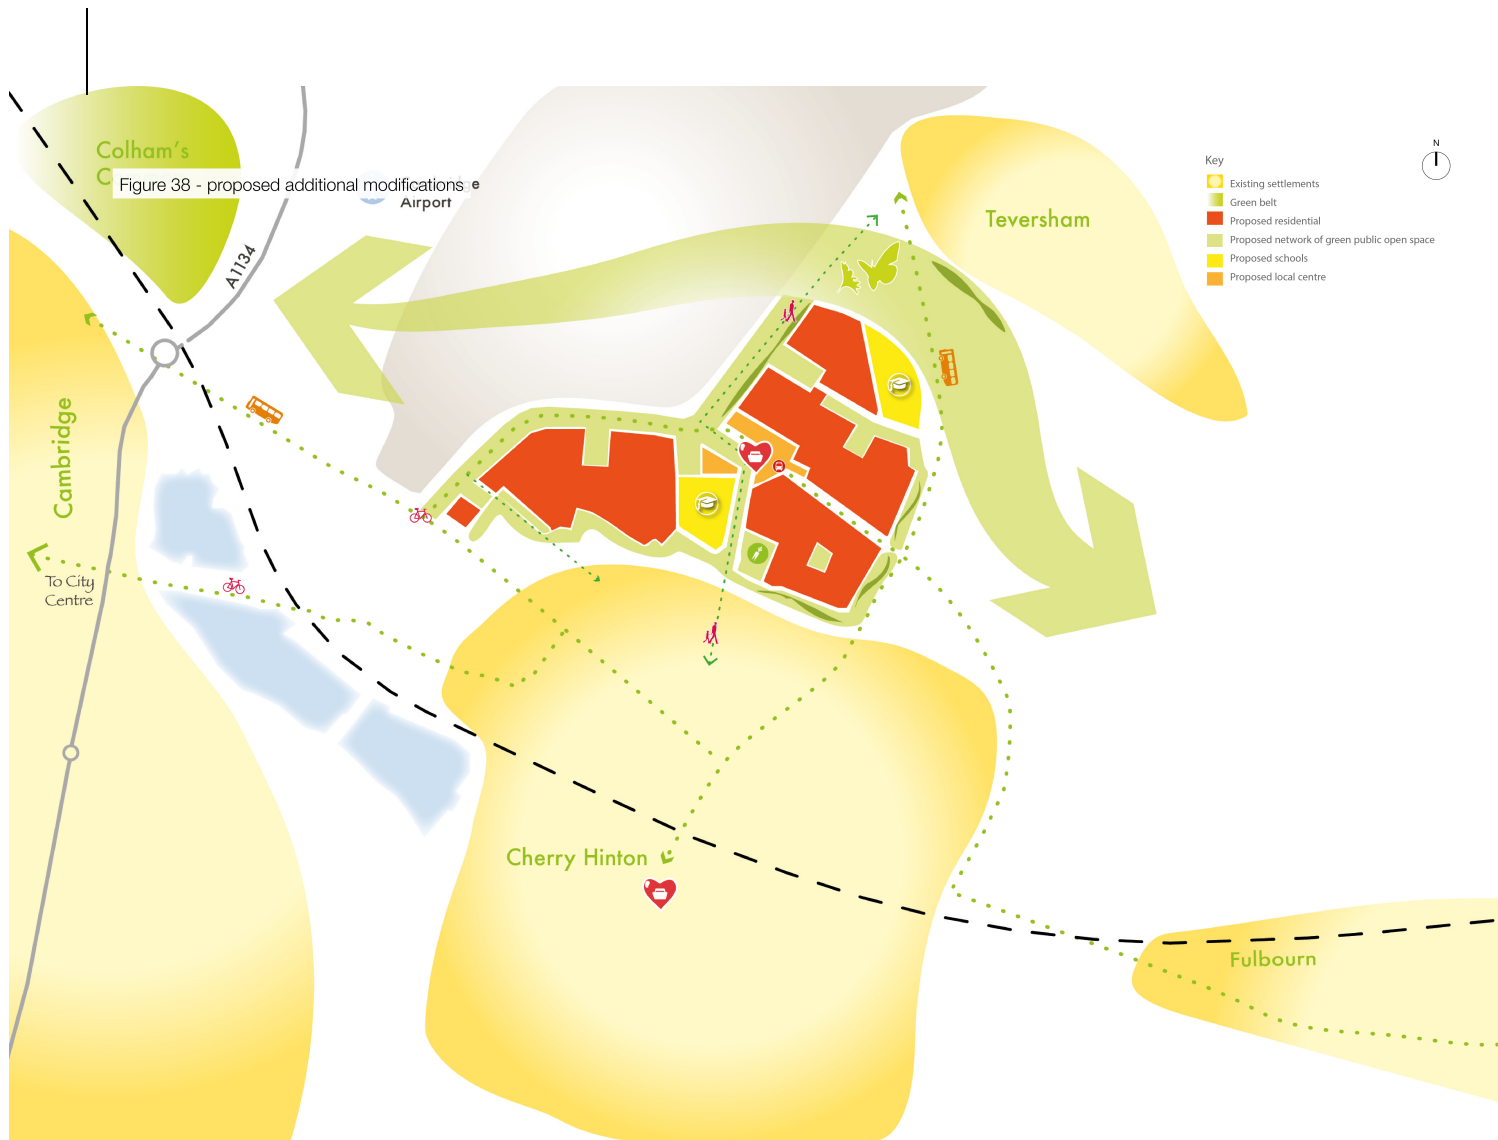 Colham's
C
Figure 38 - proposed additional modifications
e
Airport
A1134
Teversham
N
Key
Existing settlements
Green belt
Proposed residential
Proposed network of green public open space
Proposed schools
Proposed local centre
Cambridge
To City
Centre
Cherry Hinton
Fulbourn